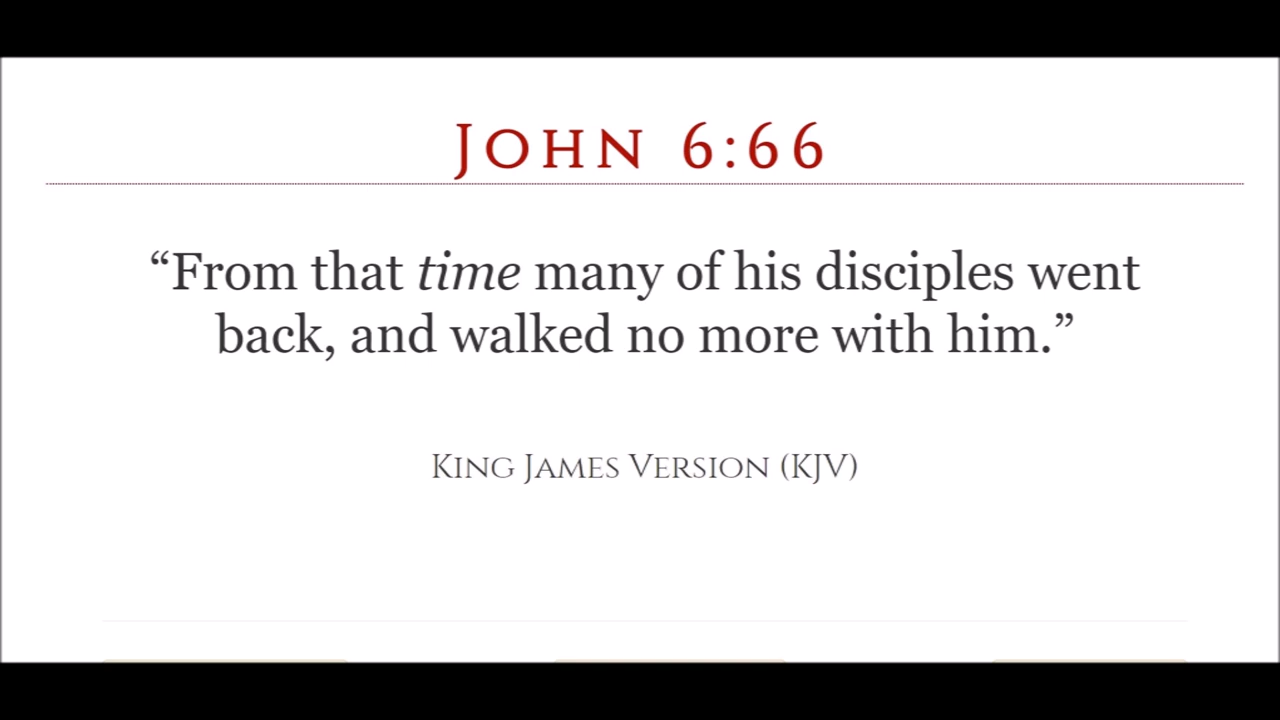 John 6:66
“From that time many of his disciples went
back, and walked no more with him.”
King James Version (KJV)